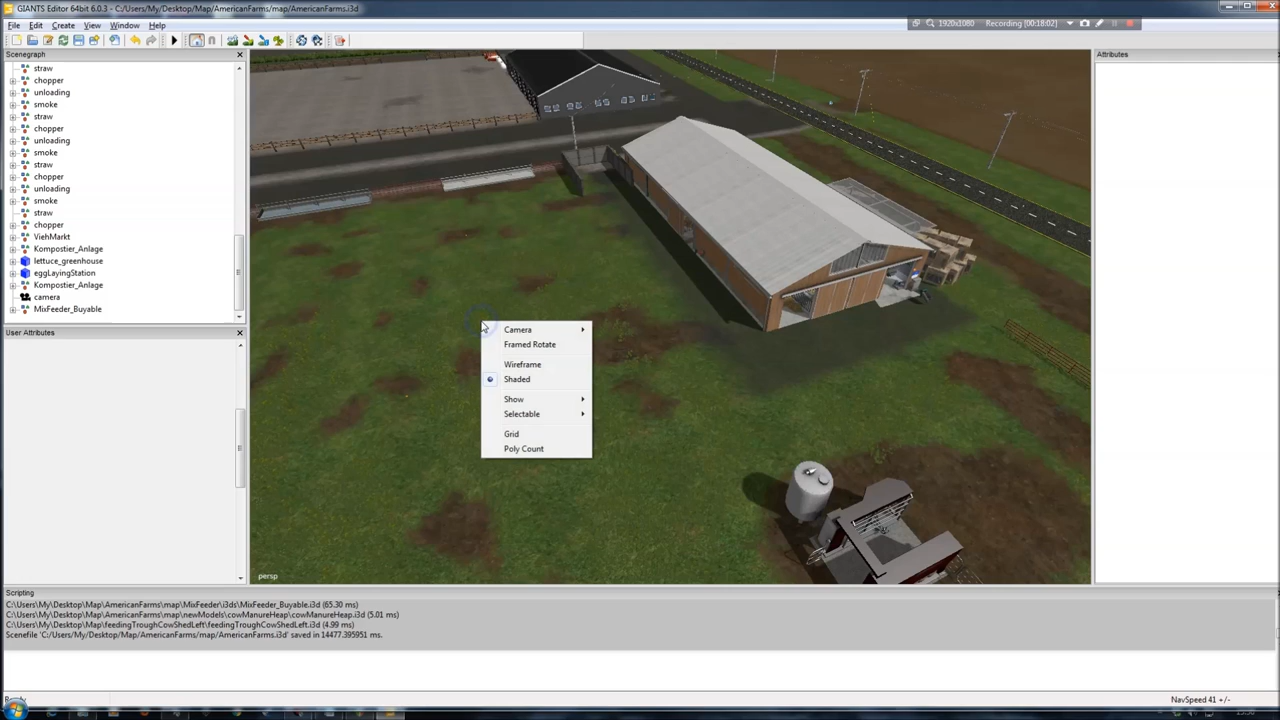 GIANTS Editor 64bit 6.0.3 - C:/Users/My/Desktop/Map/AmericanFarms/map/AmericanFarms.i3d
1920x1080 Recording [00:18:02]
File Edit Create View Window Help
Scenegraph
straw
chopper
unloading
smoke
straw
chopper
unloading
smoke
straw
chopper
unloading
smoke
straw
chopper
ViehMarkt
Kompostier_Anlage
lettuce_greenhouse
eggLayingStation
Kompostier_Anlage
camera
MixFeeder_Buyable
User Attributes
Camera
Framed Rotate
Wireframe
Shaded
Show
Selectable
Grid
Poly Count
persp
Attributes
Scripting
C:\Users\My\Desktop\Map\AmericanFarms\map\MixFeeder\i3ds\MixFeeder_Buyable.i3d (65.30 ms)
C:\Users\My\Desktop\Map\AmericanFarms\map\newModels\cowManureHeap\cowManureHeap.i3d (5.01 ms)
C:\Users\My\Desktop\Map\feedingTroughCowShedLeft\feedingTroughCowShedLeft.i3d (4.99 ms)
Scenefile 'C:/Users/My/Desktop/Map/AmericanFarms/map/AmericanFarms.i3d' saved in 14477.395951 ms.
NavSpeed 41 +/-